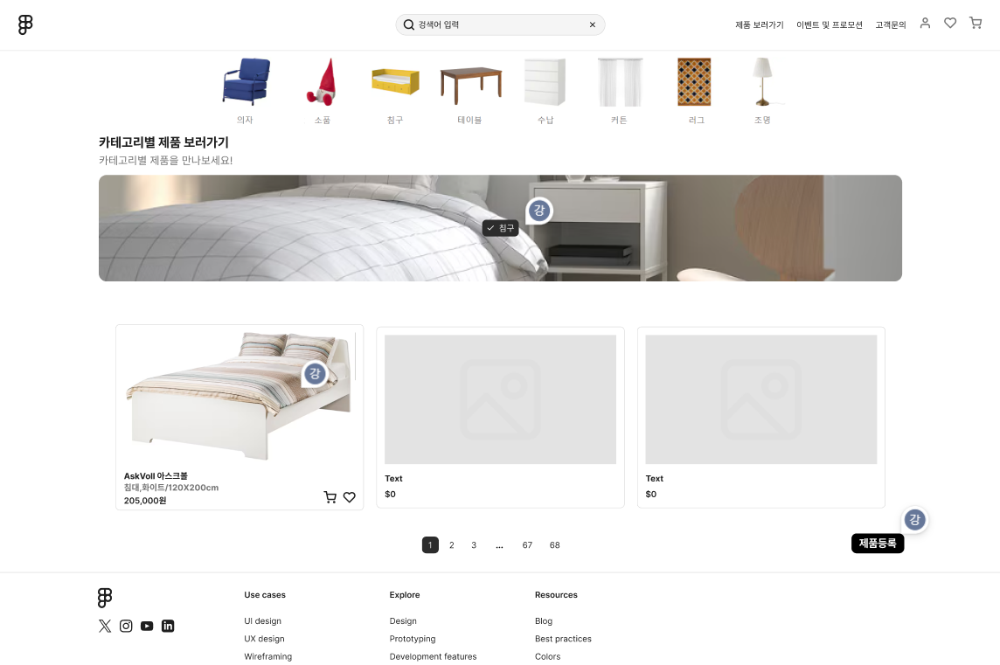 검색어 입력
제품 보러가기
이벤트 및 프로모션
고객문의
의자
소품
침구
테이블
수납
커튼
러그
조명
카테고리별 제품 보러가기
카테고리별 제품을 만나보세요!
강
침구
강
AskVoll 아스크볼
침대,화이트/120X200cm
205,000원
Text
$0
Text
$0
강
1 2 3 ... 67 68
제품등록
Use cases
UI design
UX design
Wireframing
Explore
Design
Prototyping
Development features
Resources
Blog
Best practices
Colors